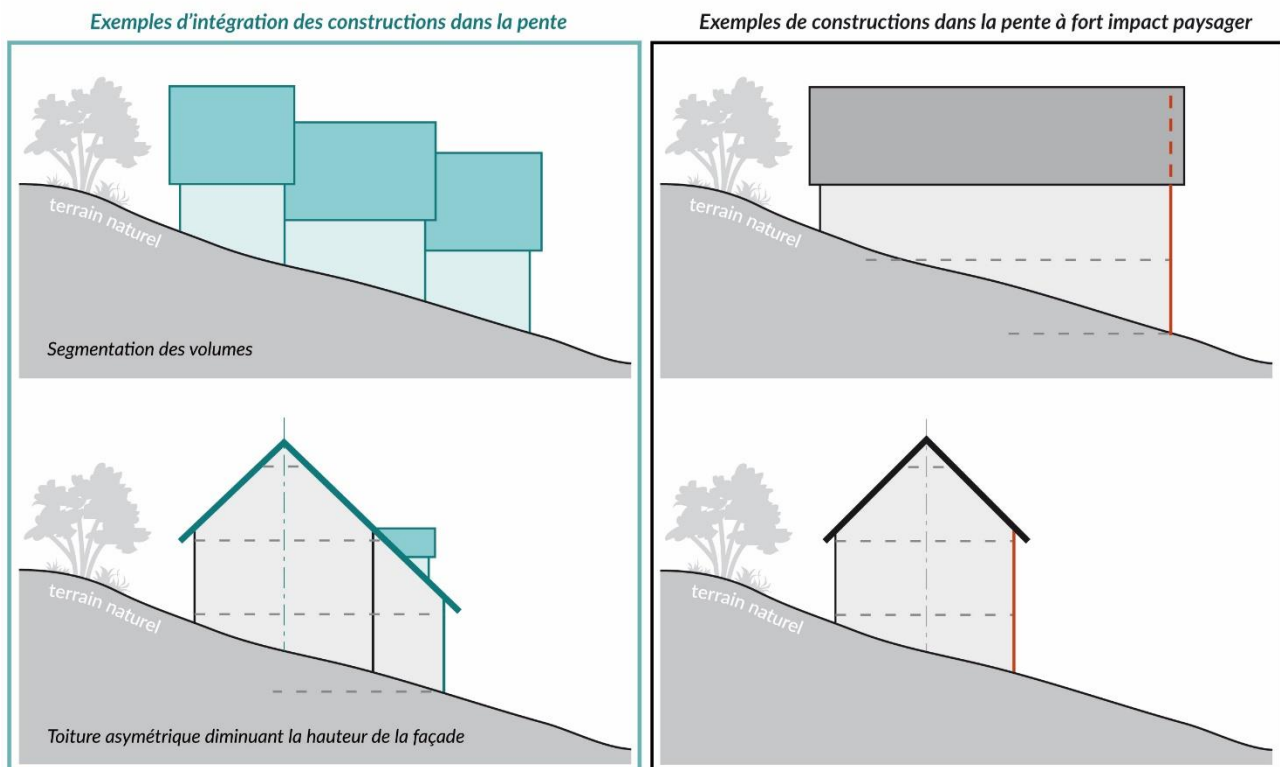 Exemples d’intégration des constructions dans la pente
Exemples de constructions dans la pente à fort impact paysager
terrain naturel
Segmentation des volumes
terrain naturel
terrain naturel
Toiture asymétrique diminuant la hauteur de la façade
terrain naturel